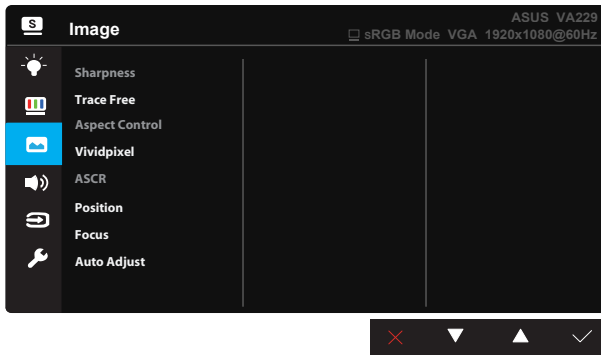 S
Image
ASUS VA229
sRGB Mode VGA 1920x1080@60Hz
Sharpness
Trace Free
Aspect Control
Vividpixel
ASCR
Position
Focus
Auto Adjust